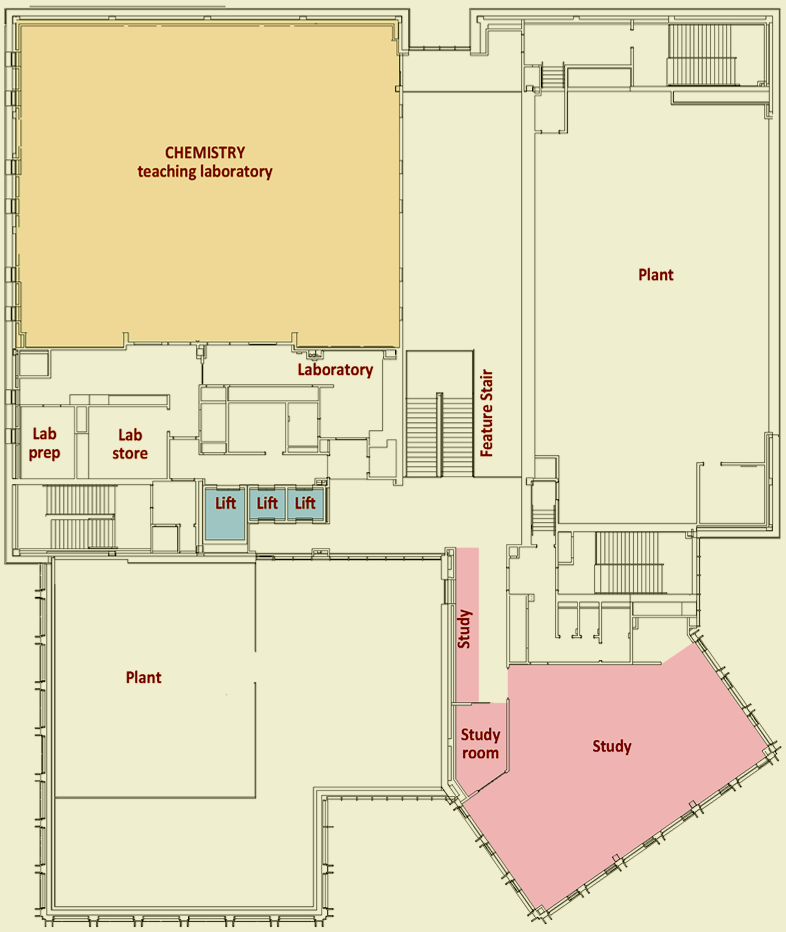 CHEMISTRY
teaching laboratory
Plant
Laboratory
Feature Stair
Lab
prep
Lab
store
Lift
Lift
Lift
Study
Plant
Study
room
Study